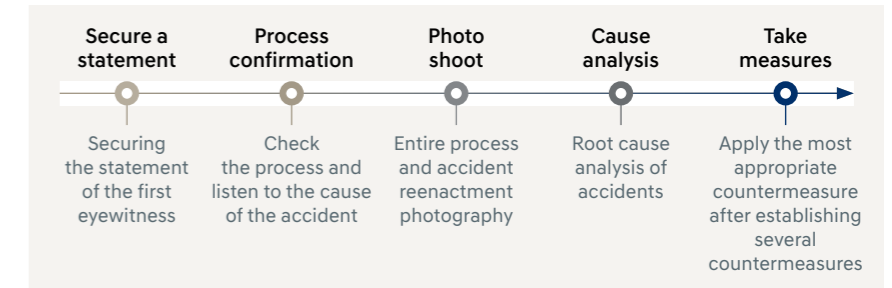 Secure a
statement
Process
confirmation
Photo
shoot
Cause
analysis
Take
measures
Securing
the statement
of the first
eyewitness
Check
the process and
listen to the cause
of the accident
Entire process
and accident
reenactment
photography
Root cause
analysis of
accidents
Apply the most
appropriate
countermeasure
after establishing
several
countermeasures